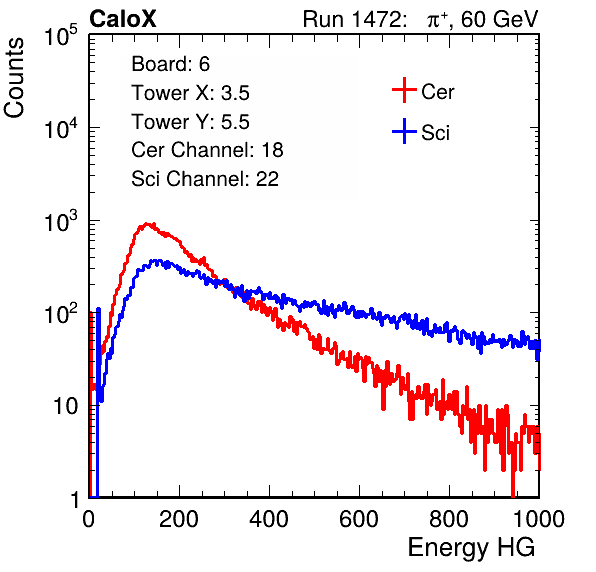 CaloX Run 1472: π⁺, 60 GeV
Counts
Board: 6
Tower X: 3.5
Tower Y: 5.5
Cer Channel: 18
Sci Channel: 22
Cer
Sci
10⁵
10⁴
10³
10²
10
1
0 200 400 600 800 1000
Energy HG